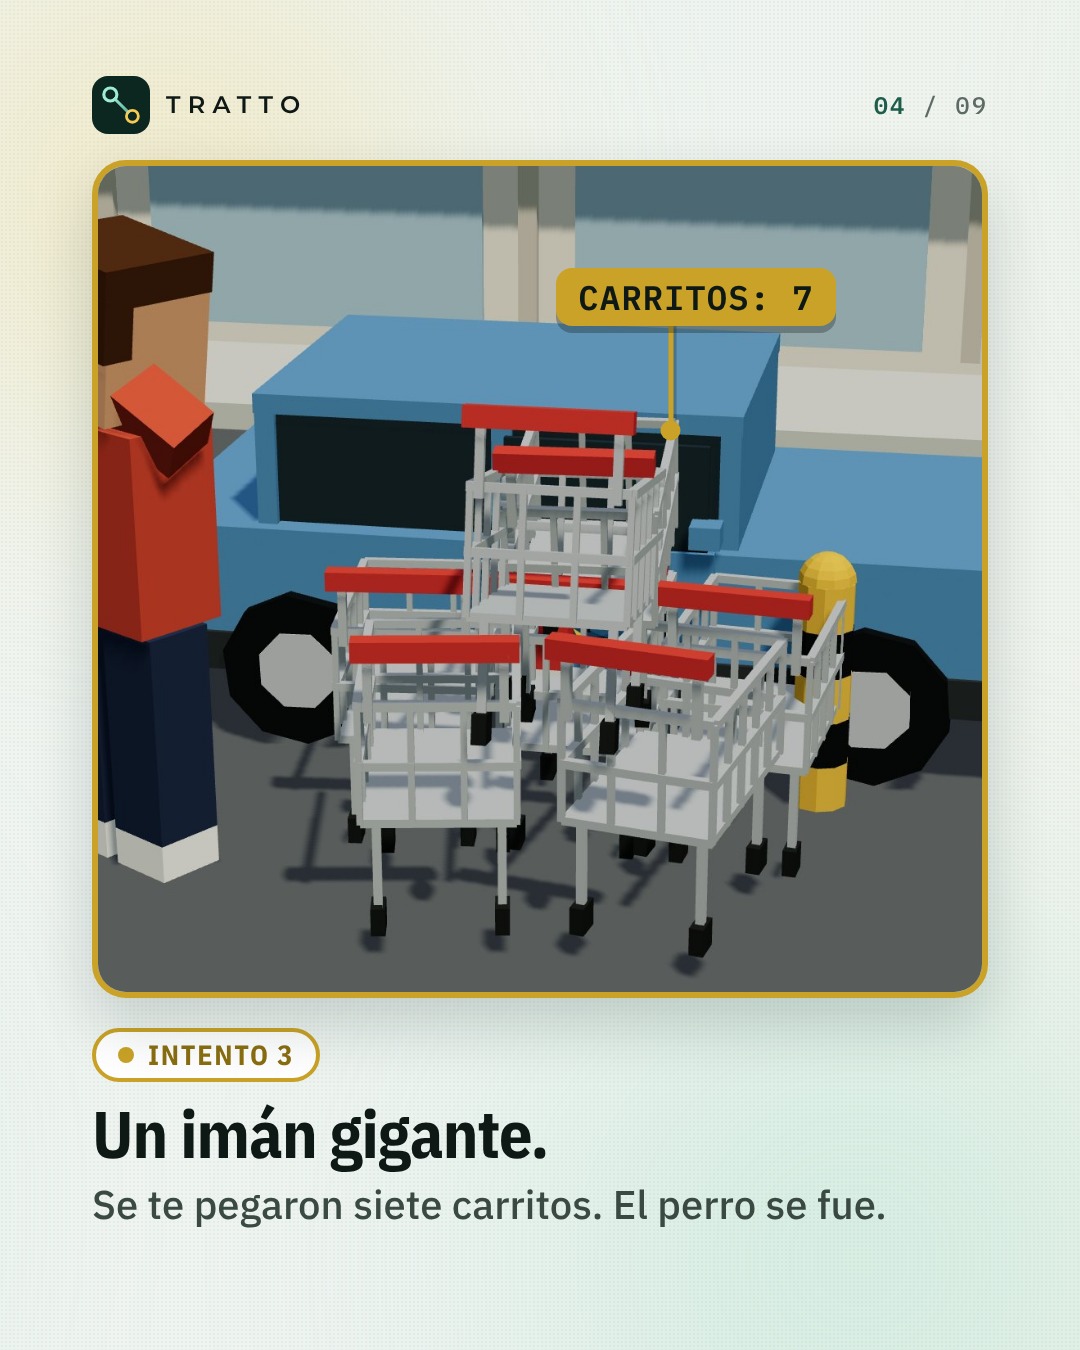 TRATTO
04 / 09
CARRITOS: 7
INTENTO 3
Un imán gigante.
Se te pegaron siete carritos. El perro se fue.